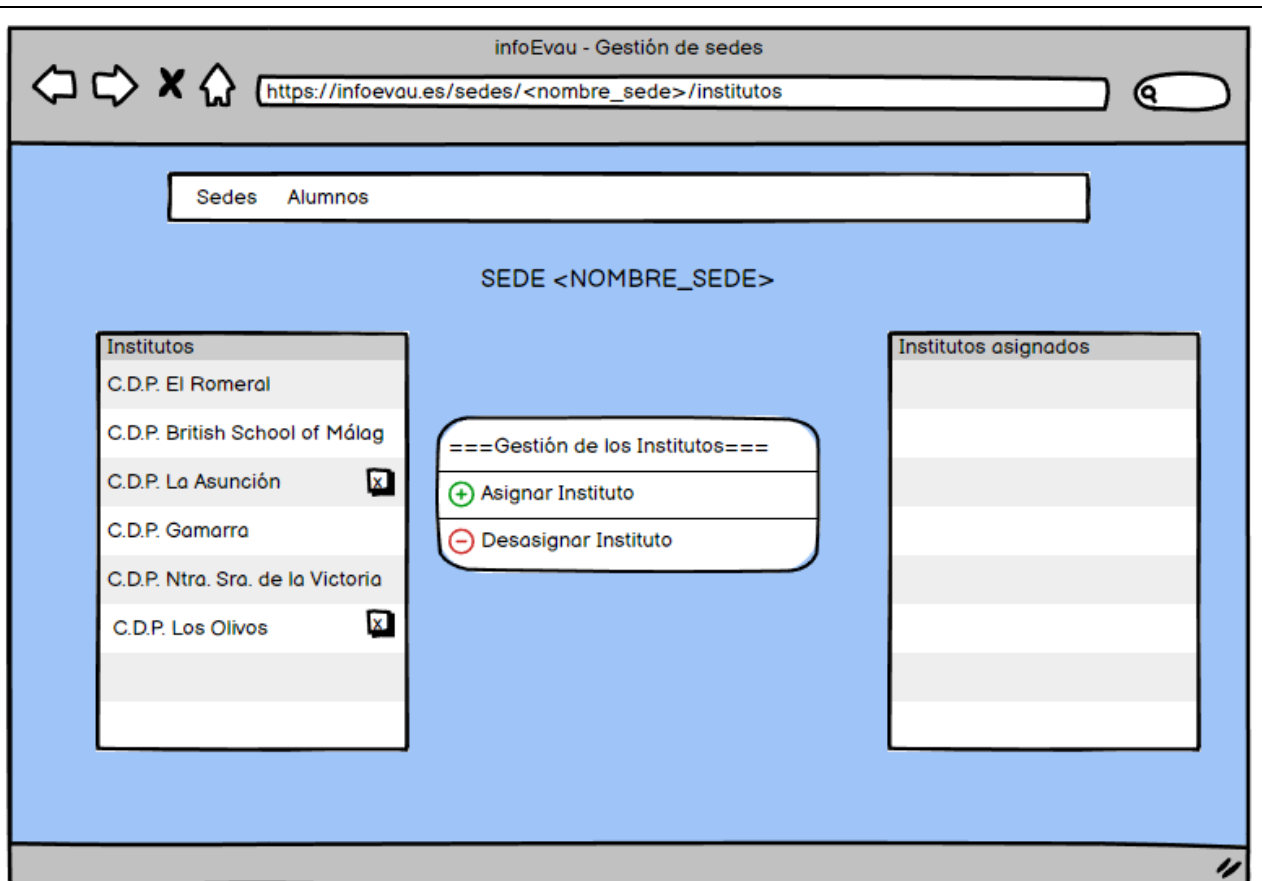 infoEvau - Gestión de sedes
https://infoevau.es/sedes/<nombre_sede>/institutos
Sedes Alumnos
SEDE <NOMBRE_SEDE>
Institutos
C.D.P. El Romeral
C.D.P. British School of Málag
C.D.P. La Asunción X
C.D.P. Gamarra
C.D.P. Ntra. Sra. de la Victoria
C.D.P. Los Olivos X
===Gestión de los Institutos===
Asignar Instituto
Desasignar Instituto
Institutos asignados